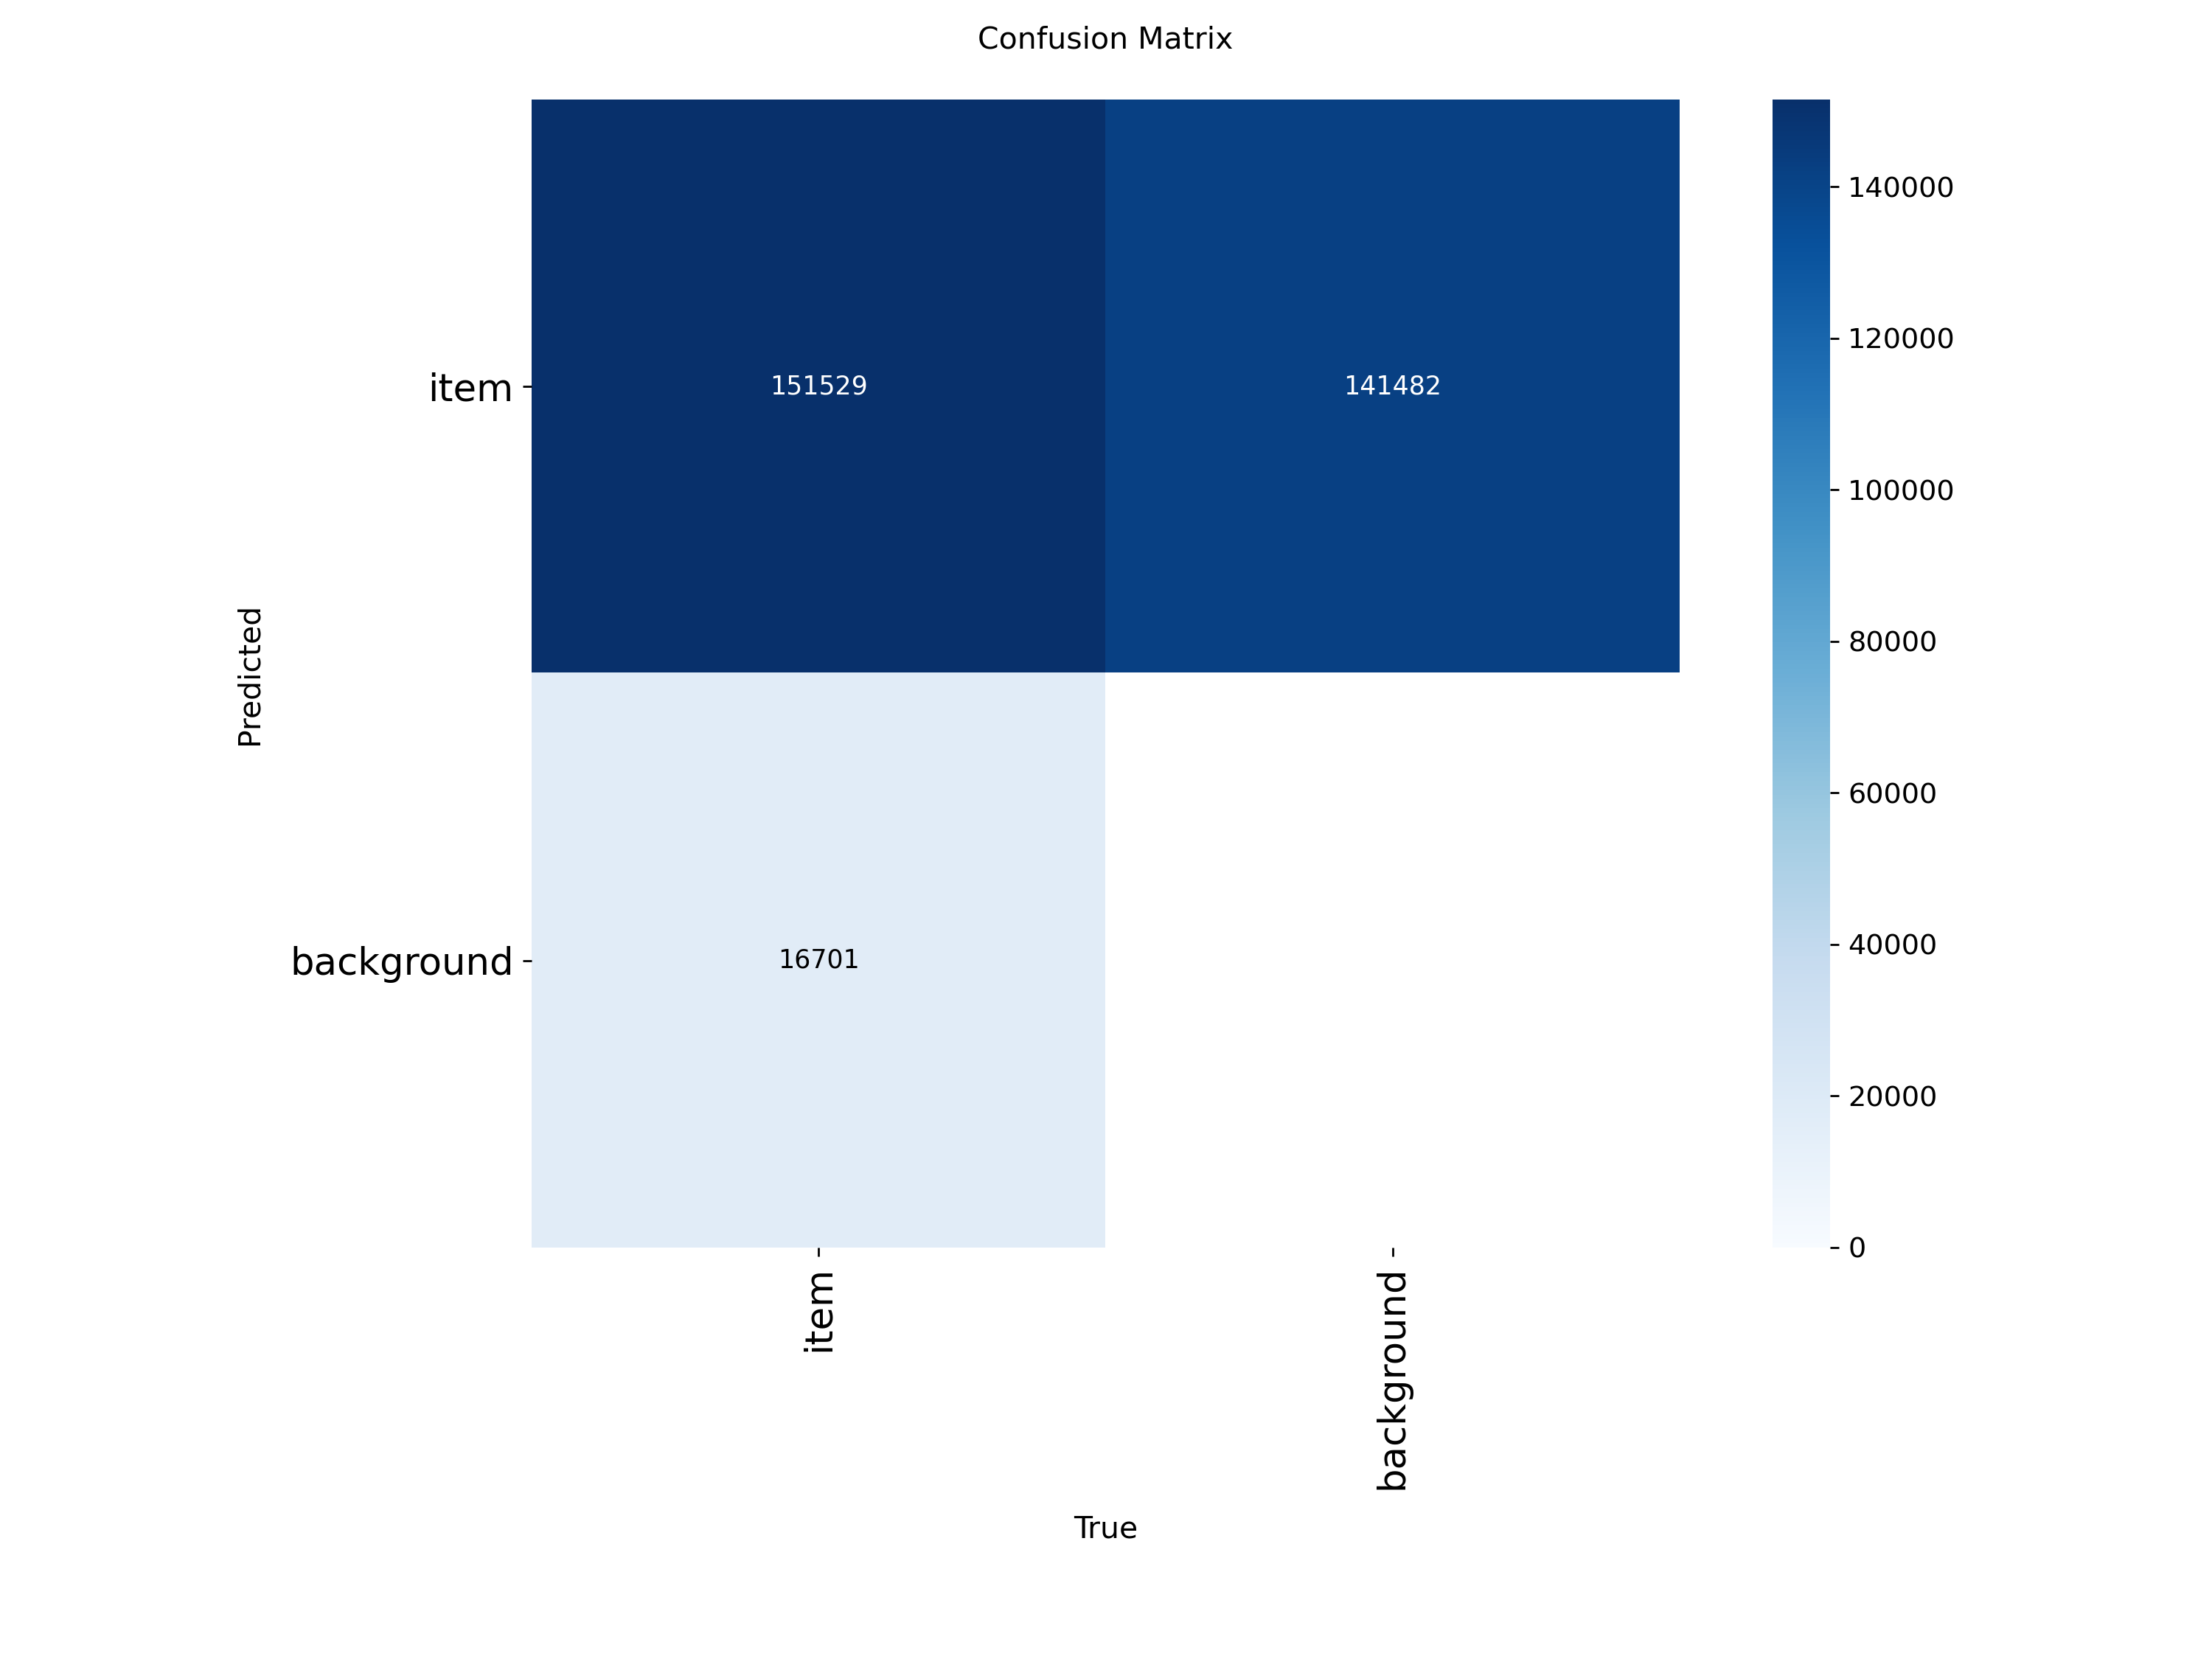 Confusion Matrix
item
151529
141482
140000
120000
100000
80000
60000
40000
20000
0
Predicted
background
16701
item
background
True